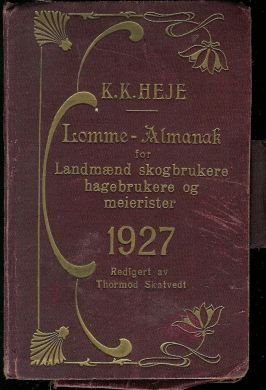 K.K.HEJE
Lomme-Almanak
for
Landmænd skogbrukere
hagebrukere og
meierister
1927
Redigert av
Thormod Skatvedt